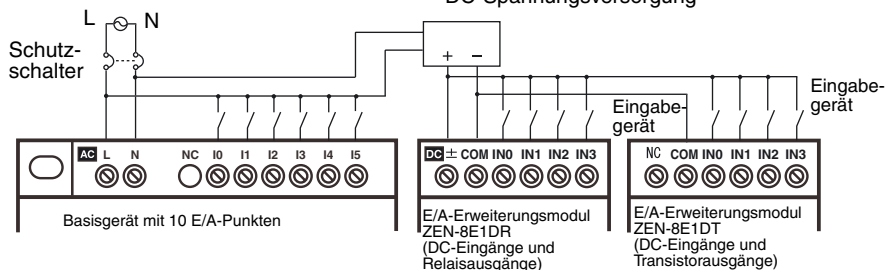 DC-Spannungsversorgung
L N
Schutz-
schalter
+ −
Eingabe-
gerät
Eingabe-
gerät
AC L N NC I0 I1 I2 I3 I4 I5
DC ± COM IN0 IN1 IN2 IN3
NC COM IN0 IN1 IN2 IN3
Basisgerät mit 10 E/A-Punkten
E/A-Erweiterungsmodul
ZEN-8E1DR
(DC-Eingänge und
Relaisausgänge)
E/A-Erweiterungsmodul
ZEN-8E1DT
(DC-Eingänge und
Transistorausgänge)